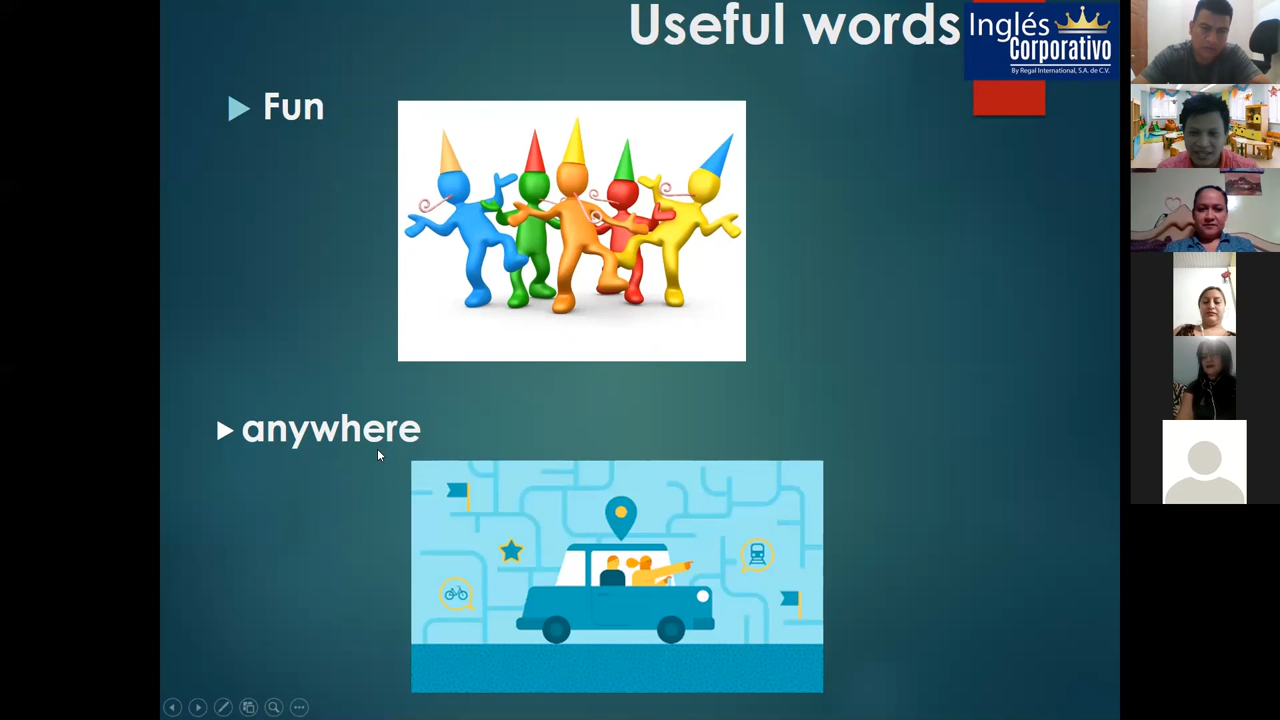 Useful words
Inglés
Corporativo
By Regal International, S.A. de C.V.
Fun
anywhere